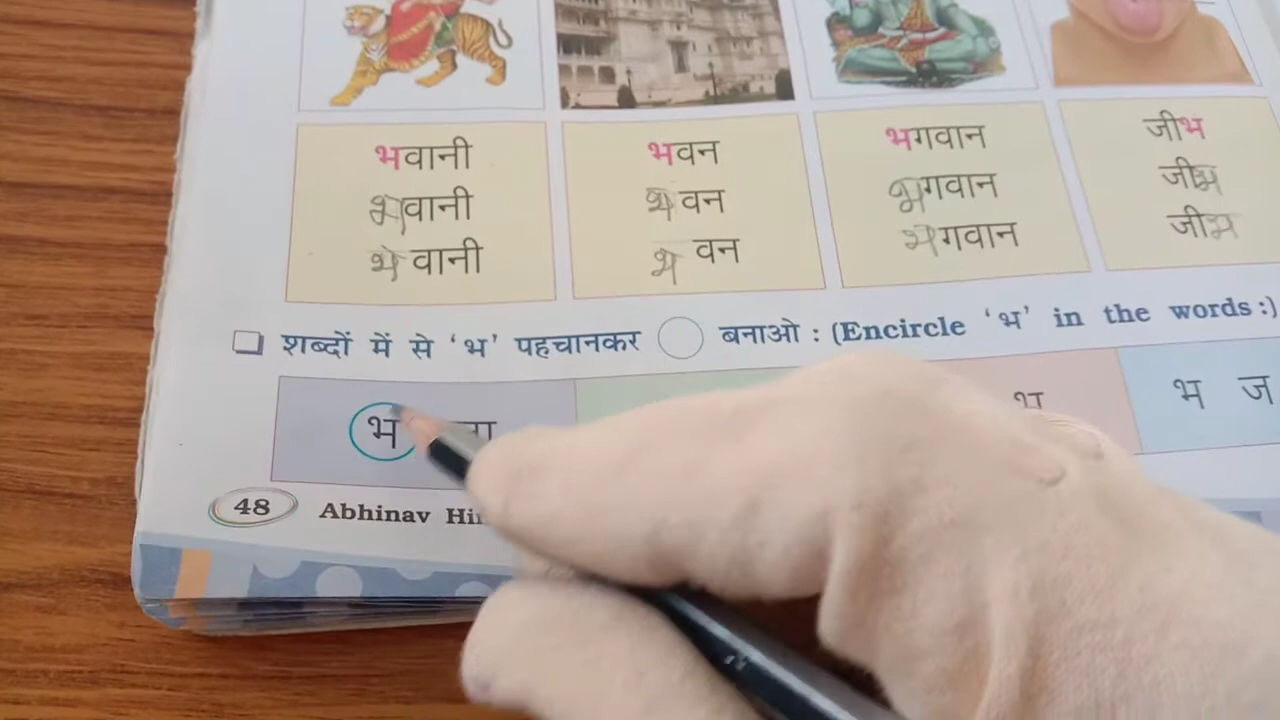 भवानी
भवानी
भवानी
भवन
भवन
भवन
भगवान
भगवान
भगवान
जीभ
जीभ
जीभ
शब्दों में से ‘भ’ पहचानकर बनाओ : (Encircle ‘भ’ in the words:)
भ
भ ज
48 Abhinav